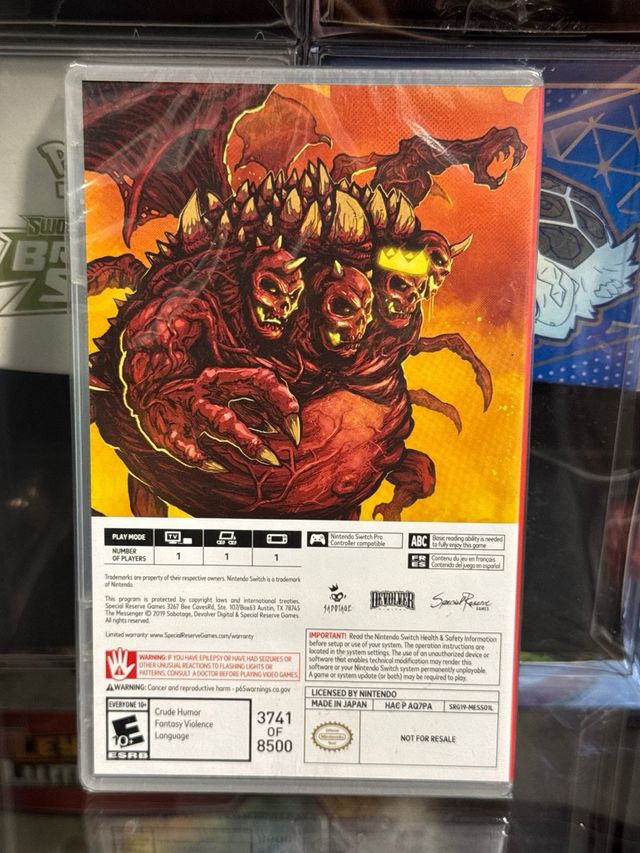 SWO
BR
S
PLAY MODE
TV
NUMBER
OF PLAYERS
1
1
1
Nintendo Switch Pro
Controller compatible
ABC
Basic reading ability is needed
to fully enjoy this game
FR
ES
Contenu du jeu en français
Contenido del juego en español
Trademarks are property of their respective owners. Nintendo Switch is a trademark
of Nintendo.
This program is protected by copyright laws and international treaties.
Special Reserve Games 3267 Bee CavesRd, Ste. 107/Box63 Austin, TX 78745
The Messenger © 2019 Sabotage, Devolver Digital & Special Reserve Games.
All rights reserved.
Limited warranty: www.SpecialReserveGames.com/warranty
SABOTAGE
DEVOLVER
DIGITAL
Special Reserve
GAMES
WARNING: IF YOU HAVE EPILEPSY OR HAVE HAD SEIZURES OR
OTHER UNUSUAL REACTIONS TO FLASHING LIGHTS OR
PATTERNS, CONSULT A DOCTOR BEFORE PLAYING VIDEO GAMES.
WARNING: Cancer and reproductive harm - p65warnings.ca.gov
IMPORTANT! Read the Nintendo Switch Health & Safety Information
before setup or use of your system. The operation instructions are
located in the system settings. The use of an unauthorized device or
software that enables technical modification may render this
software or your Nintendo Switch system permanently unplayable.
A game or system update (or both) may be required to play.
EVERYONE 10+
E
10+
ESRB
Crude Humor
Fantasy Violence
Language
3741
OF
8500
LICENSED BY NINTENDO
MADE IN JAPAN
HAC P AQ7PA
SRG19-MESS01L
Official
Nintendo
Seal
NOT FOR RESALE